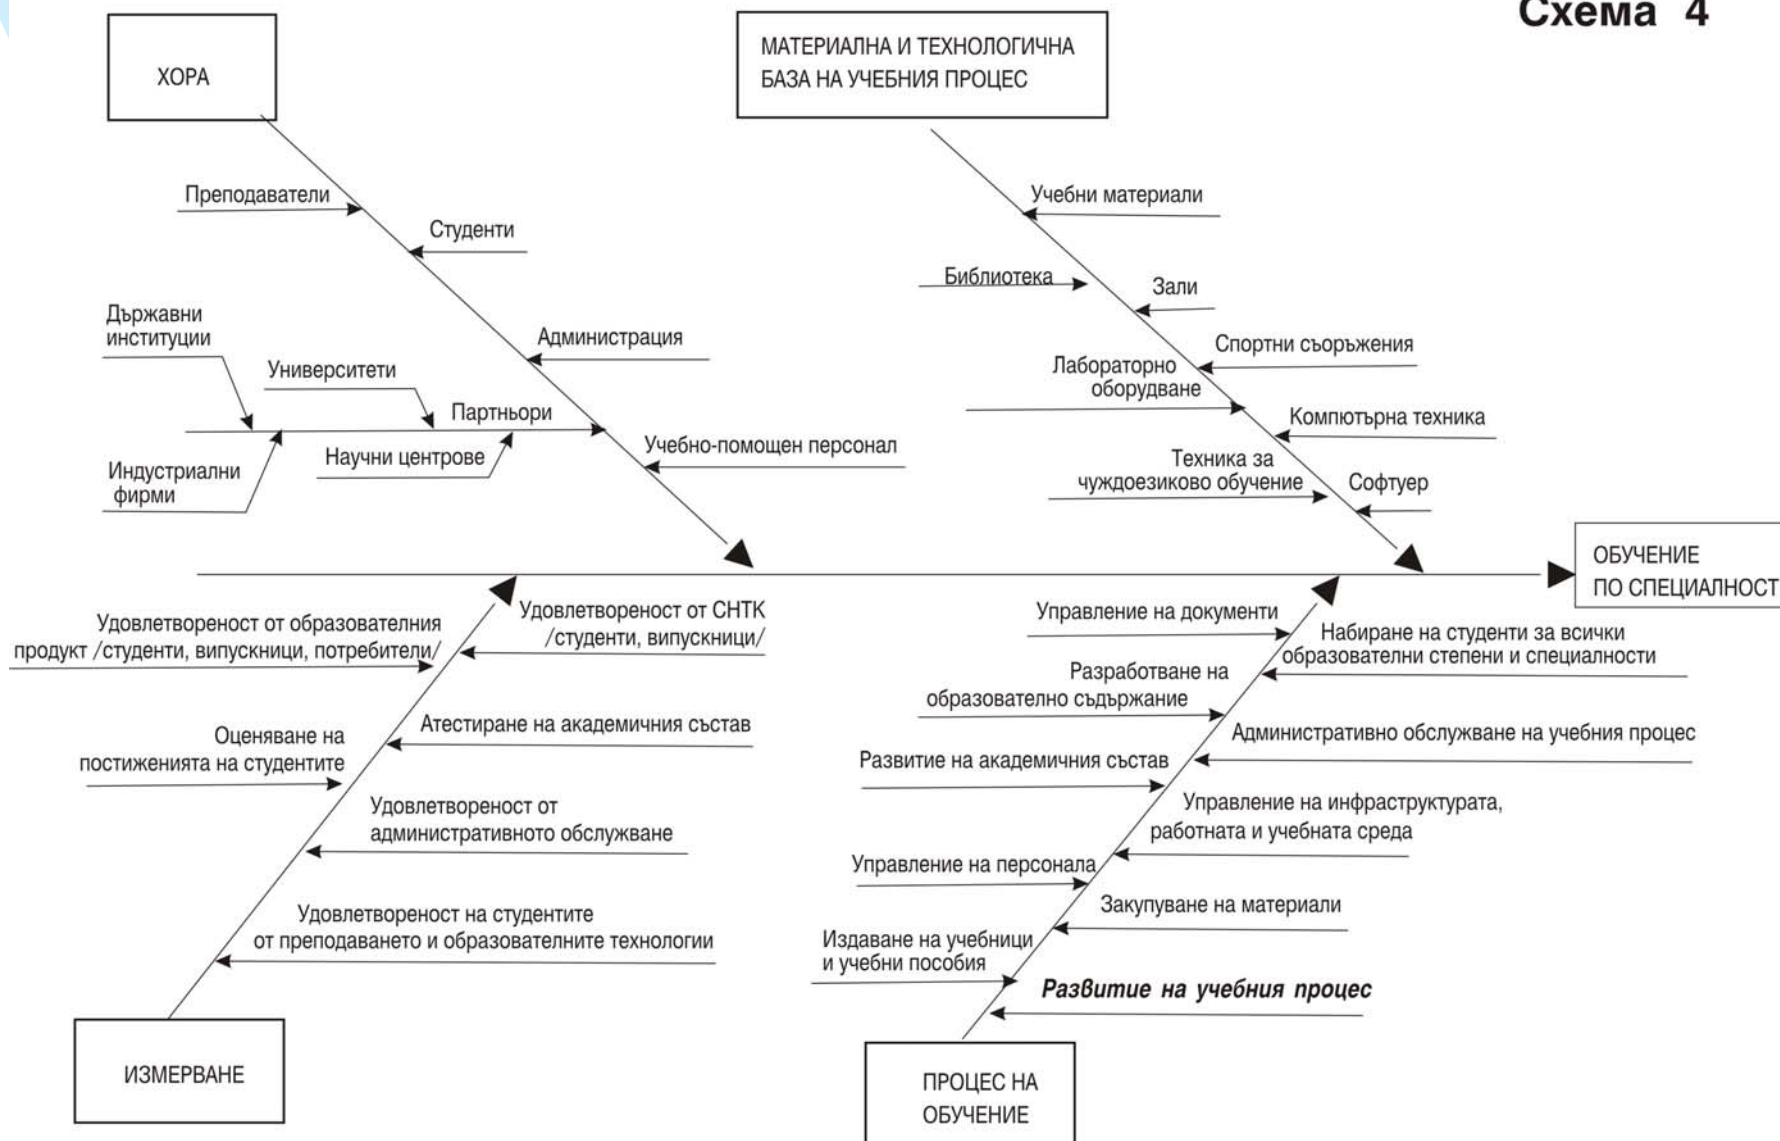 Схема 4
ХОРА
МАТЕРИАЛНА И ТЕХНОЛОГИЧНА
БАЗА НА УЧЕБНИЯ ПРОЦЕС
Преподаватели
Студенти
Държавни
институции
Администрация
Университети
Партньори
Учебно-помощен персонал
Научни центрове
Индустриални
фирми
Учебни материали
Библиотека
Зали
Спортни съоръжения
Лабораторно
оборудване
Компютърна техника
Техника за
чуждоезиково обучение
Софтуер
ОБУЧЕНИЕ
ПО СПЕЦИАЛНОСТ
Удовлетвореност от образователния
продукт /студенти, випускници, потребители/
Удовлетвореност от СНТК
/студенти, випускници/
Оценяване на
постиженията на студентите
Атестиране на академичния състав
Удовлетвореност от
административното обслужване
Удовлетвореност на студентите
от преподаването и образователните технологии
ИЗМЕРВАНЕ
Управление на документи
Набиране на студенти за всички
образователни степени и специалности
Разработване на
образователно съдържание
Административно обслужване на учебния процес
Развитие на академичния състав
Управление на инфраструктурата,
работната и учебната среда
Управление на персонала
Закупуване на материали
Издаване на учебници
и учебни пособия
Развитие на учебния процес
ПРОЦЕС НА
ОБУЧЕНИЕ